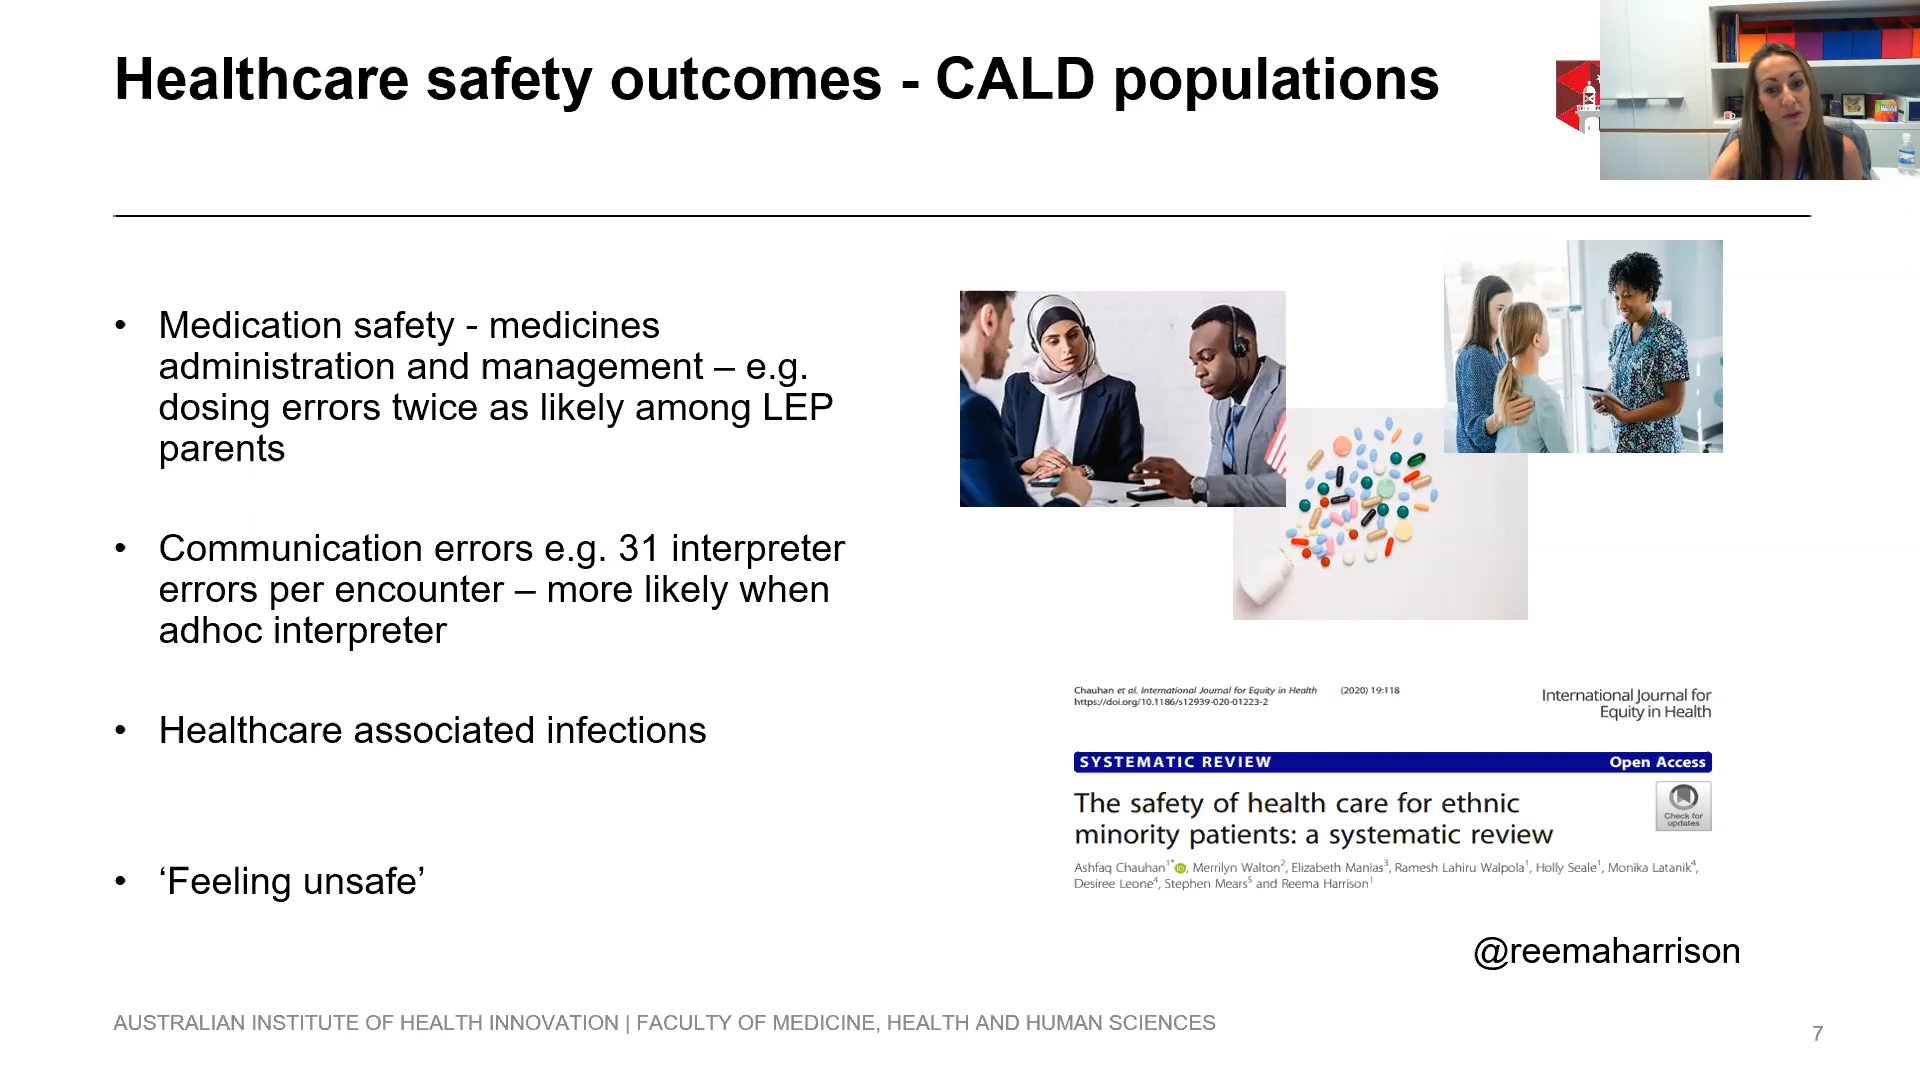 Healthcare safety outcomes - CALD populations
• Medication safety - medicines
administration and management – e.g.
dosing errors twice as likely among LEP
parents
• Communication errors e.g. 31 interpreter
errors per encounter – more likely when
adhoc interpreter
• Healthcare associated infections
• ‘Feeling unsafe’
Chauhan et al. International Journal for Equity in Health (2020) 19:118
https://doi.org/10.1186/s12939-020-01223-2
International Journal for
Equity in Health
SYSTEMATIC REVIEW Open Access
The safety of health care for ethnic
minority patients: a systematic review
Check for
updates
Ashfaq Chauhan1*, Merrilyn Walton2, Elizabeth Manias3, Ramesh Lahiru Walpola1, Holly Seale1, Monika Latanik4,
Desiree Leone4, Stephen Mears5 and Reema Harrison1
@reemaharrison
AUSTRALIAN INSTITUTE OF HEALTH INNOVATION | FACULTY OF MEDICINE, HEALTH AND HUMAN SCIENCES
7